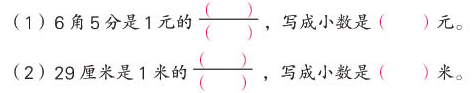 （1）6角5分是1元的（ ）/（ ），写成小数是（ ）元。
（2）29厘米是1米的（ ）/（ ），写成小数是（ ）米。